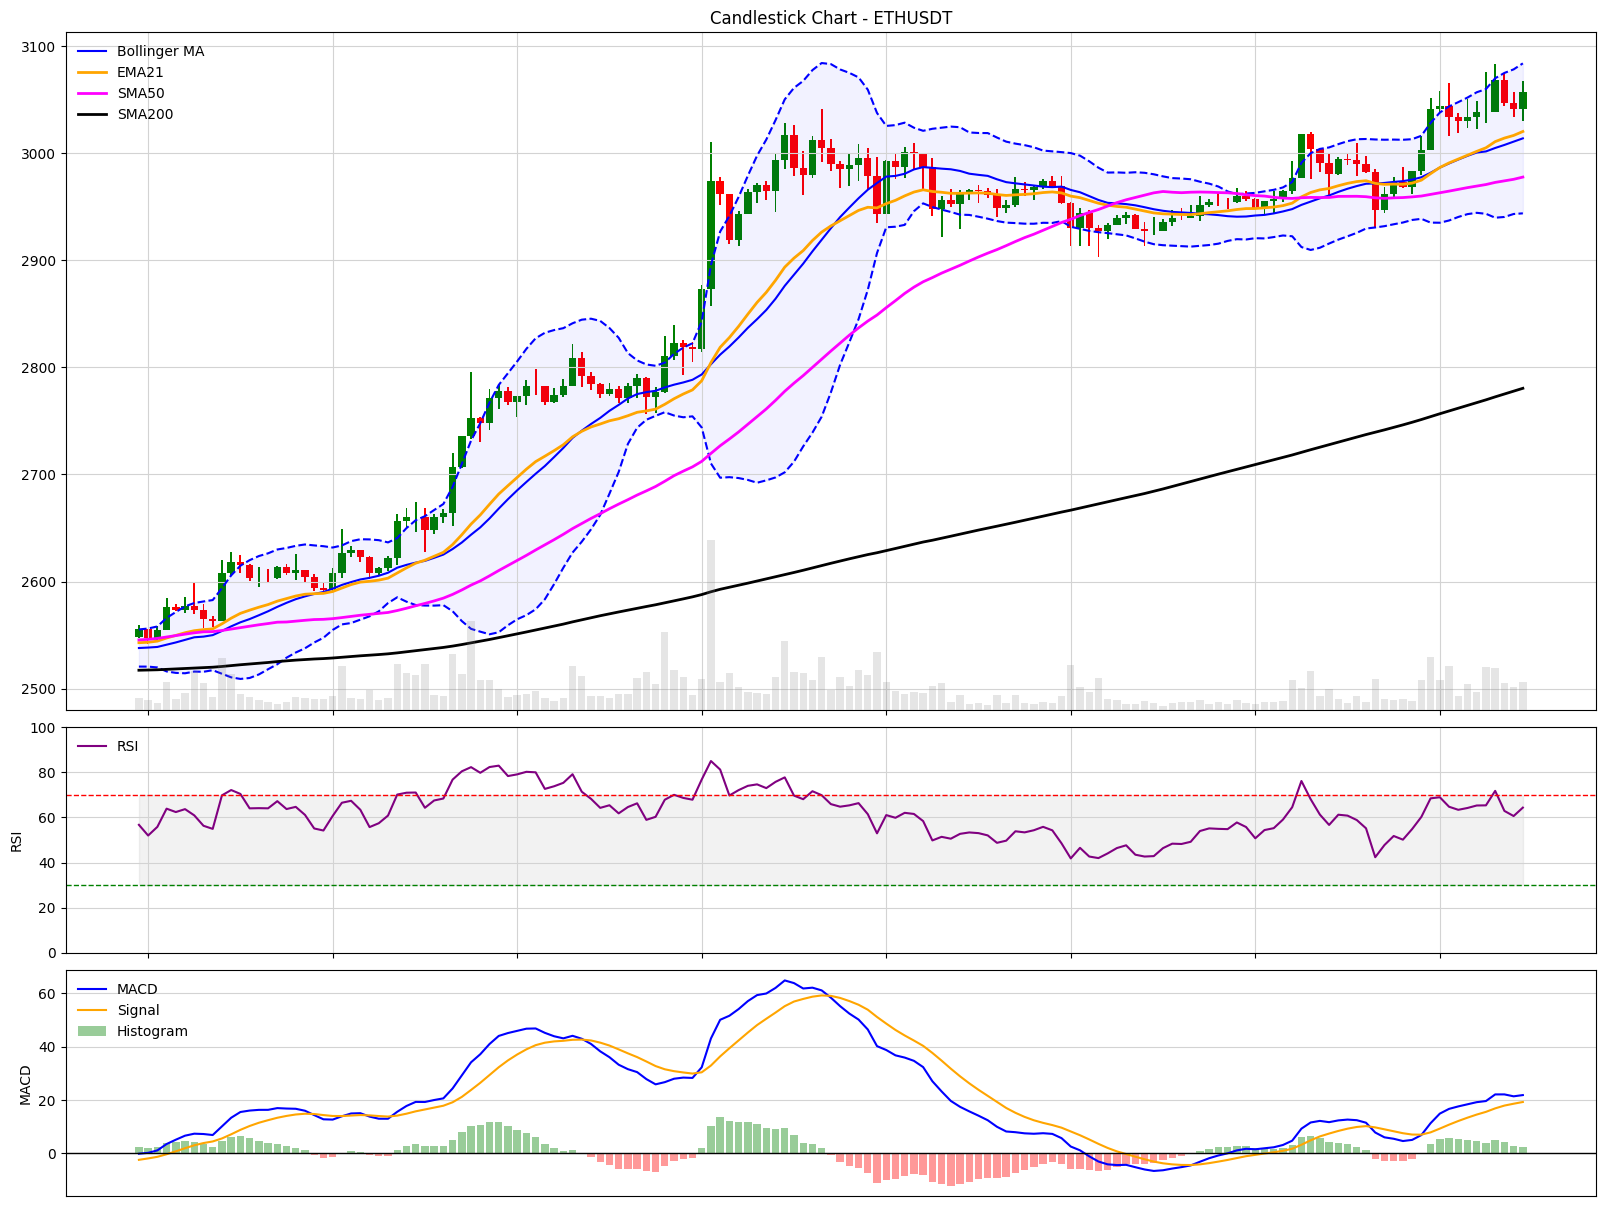 Candlestick Chart - ETHUSDT
3100
3000
2900
2800
2700
2600
2500
Bollinger MA
EMA21
SMA50
SMA200
100
80
60
40
20
0
RSI
RSI
60
40
20
0
MACD
MACD
Signal
Histogram